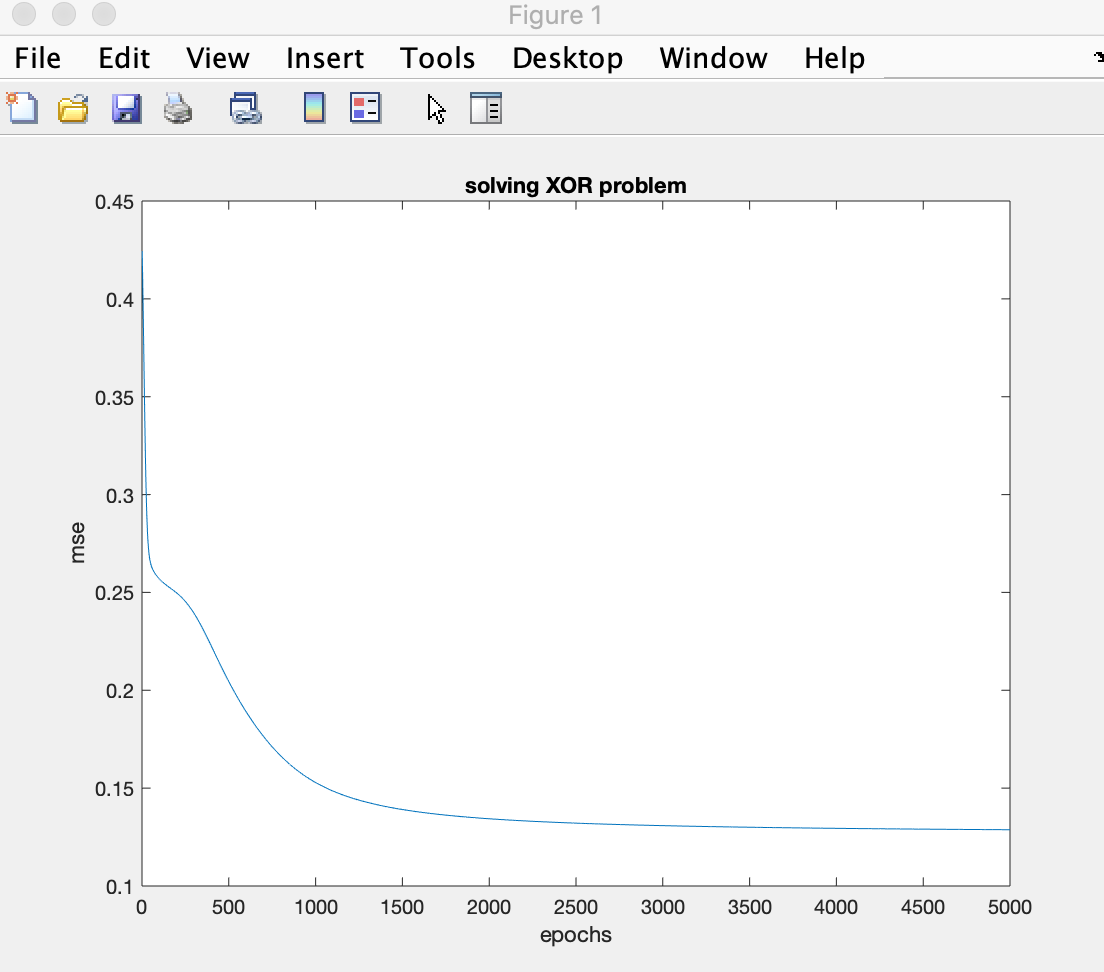 Figure 1
File Edit View Insert Tools Desktop Window Help
solving XOR problem
0.45
0.4
0.35
0.3
0.25
0.2
0.15
0.1
mse
0 500 1000 1500 2000 2500 3000 3500 4000 4500 5000
epochs